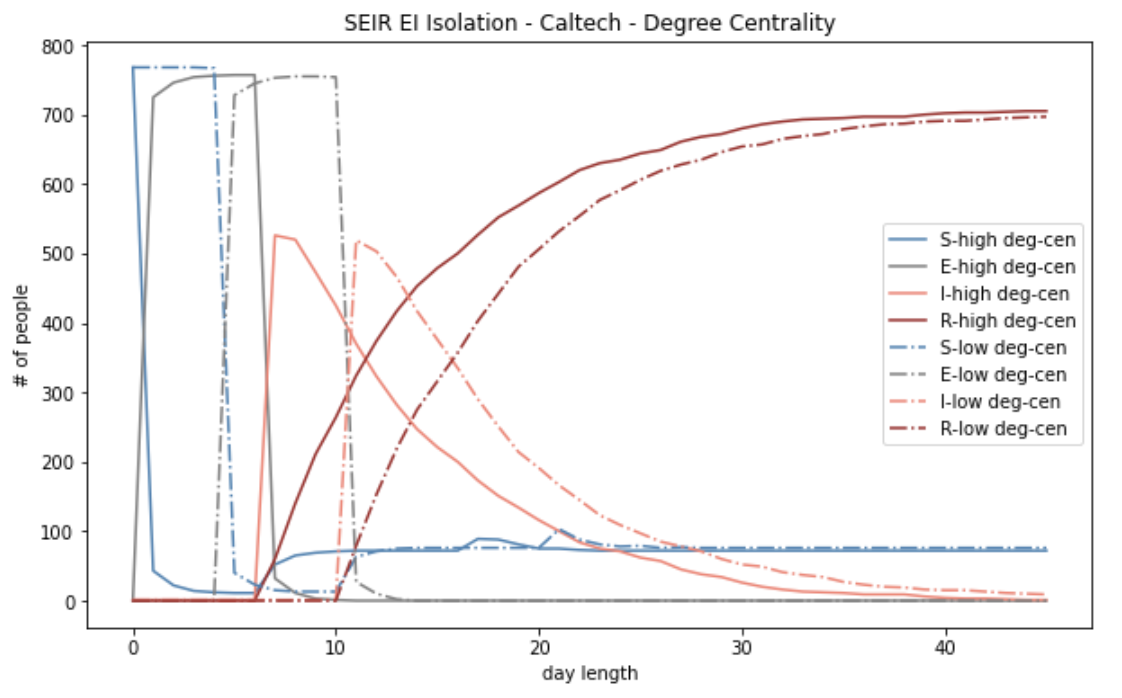 SEIR EI Isolation - Caltech - Degree Centrality
800
700
600
500
400
300
200
100
0
# of people
S-high deg-cen
E-high deg-cen
I-high deg-cen
R-high deg-cen
S-low deg-cen
E-low deg-cen
I-low deg-cen
R-low deg-cen
0 10 20 30 40
day length